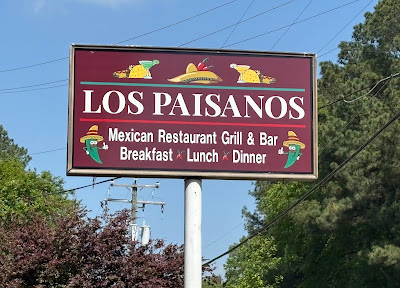 LOS PAISANOS
Mexican Restaurant Grill & Bar
Breakfast Lunch Dinner